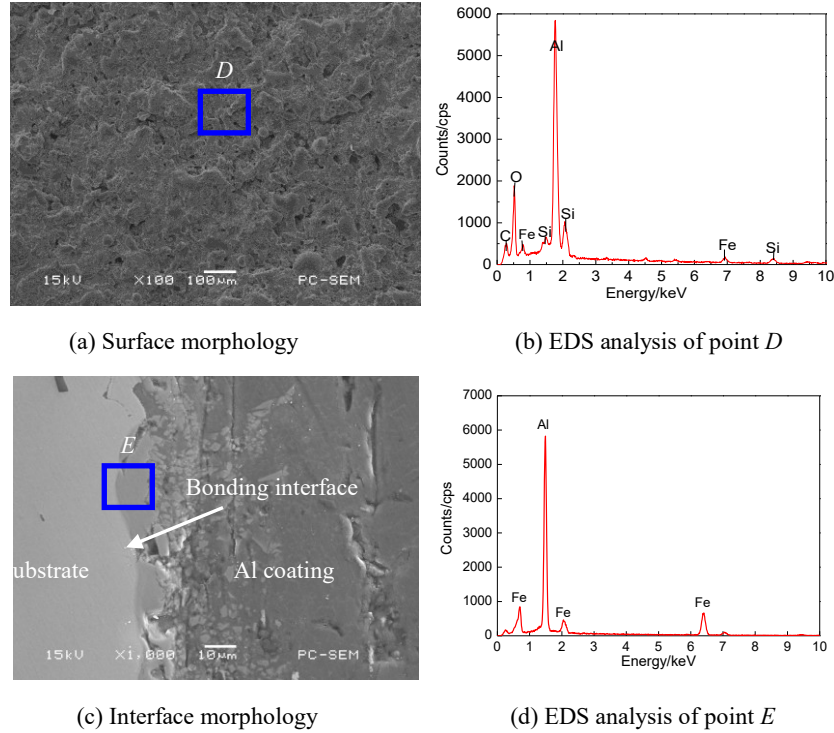 D
15kV X100 100μm PC-SEM
(a) Surface morphology
6000
5000
4000
3000
2000
1000
0
Counts/cps
C
O
Fe
Si
Al
Si
Fe
Si
0 1 2 3 4 5 6 7 8 9 10
Energy/keV
(b) EDS analysis of point D
E
Bonding interface
ubstrate
Al coating
15kV X1,000 10μm PC-SEM
(c) Interface morphology
7000
6000
5000
4000
3000
2000
1000
0
Counts/cps
Fe
Al
Fe
Fe
0 1 2 3 4 5 6 7 8 9 10
Energy/keV
(d) EDS analysis of point E